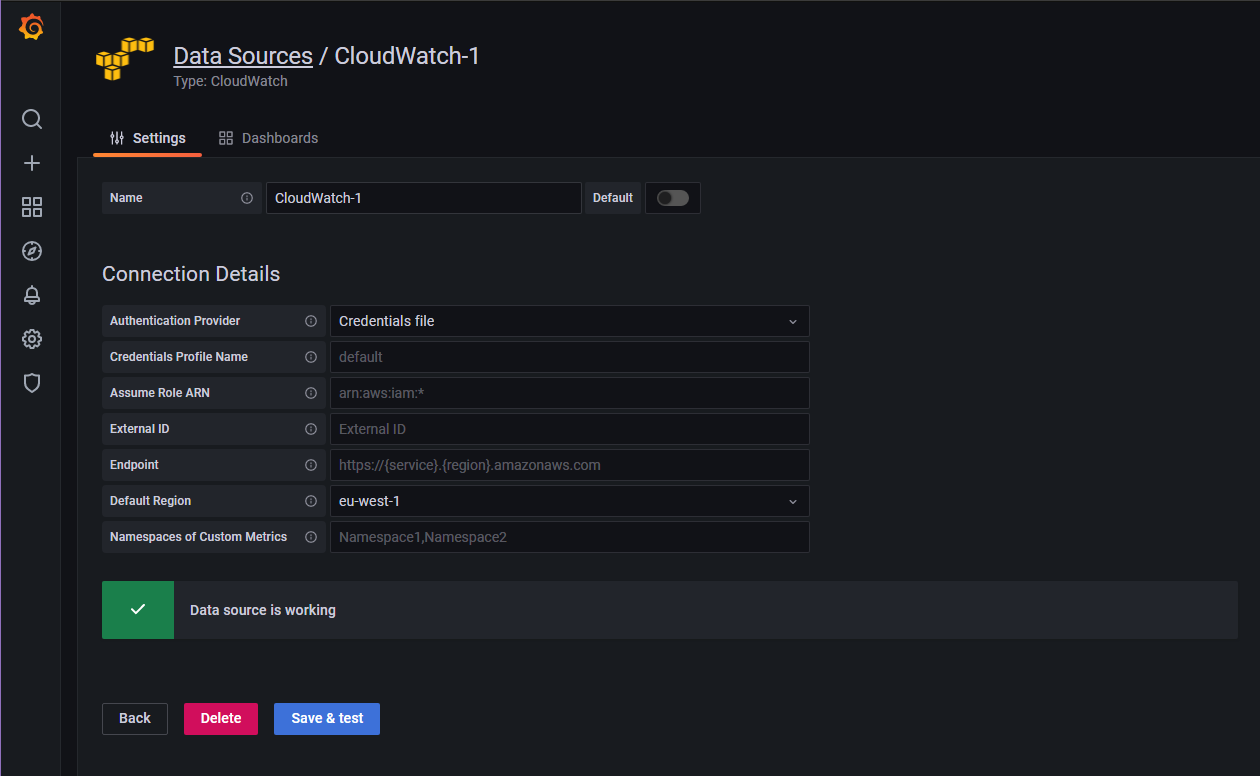 Data Sources / CloudWatch-1
Type: CloudWatch
Settings Dashboards
Name CloudWatch-1 Default
Connection Details
Authentication Provider Credentials file
Credentials Profile Name default
Assume Role ARN arn:aws:iam:*
External ID External ID
Endpoint https://{service}.{region}.amazonaws.com
Default Region eu-west-1
Namespaces of Custom Metrics Namespace1,Namespace2
Data source is working
Back Delete Save & test